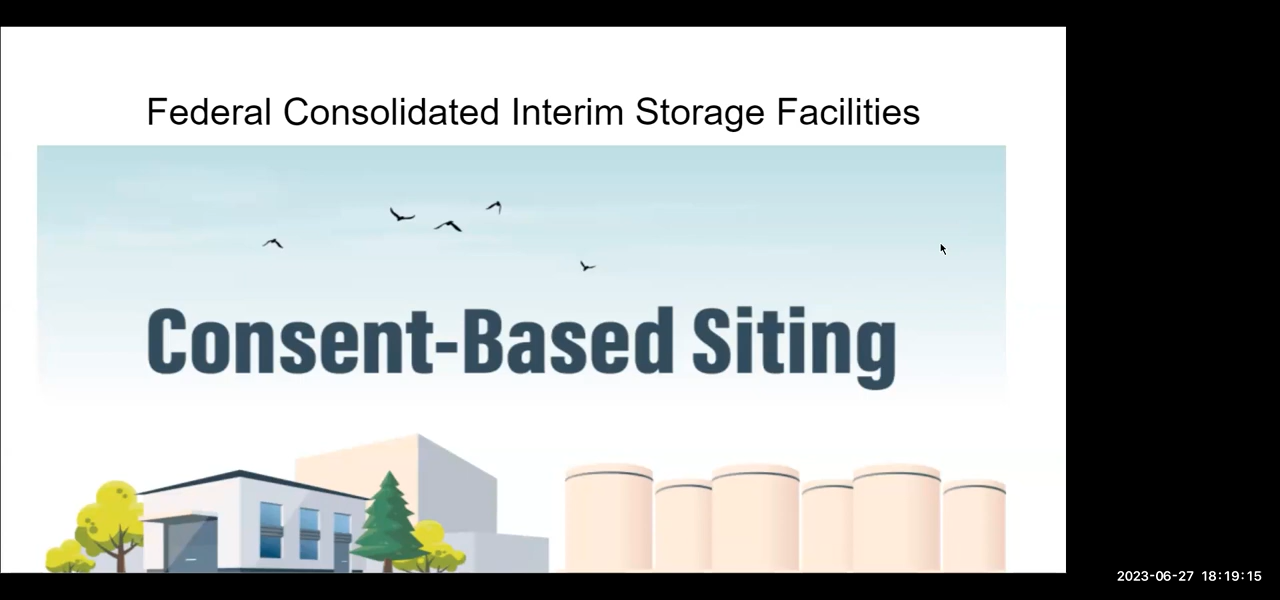 Federal Consolidated Interim Storage Facilities
Consent-Based Siting
2023-06-27 18:19:15